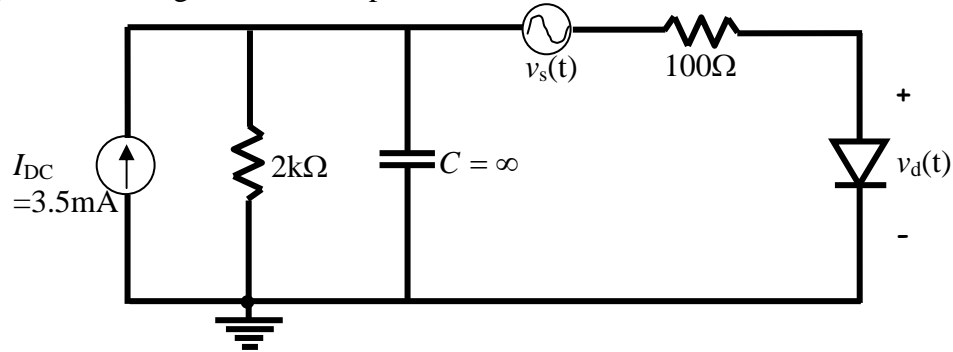 v_s(t)
100Ω
+
I_DC
=3.5mA
2kΩ
C = ∞
v_d(t)
-